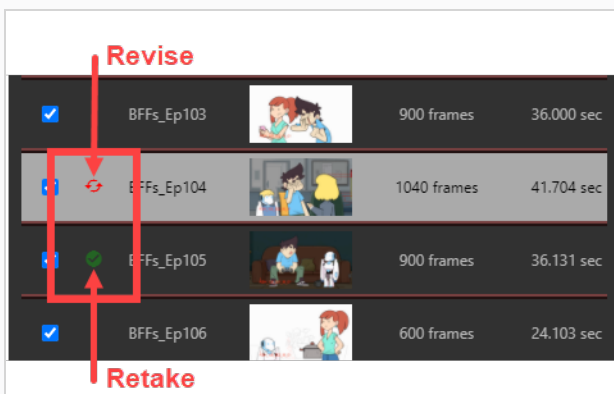 Revise
BFFs_Ep103 900 frames 36.000 sec
BFFs_Ep104 1040 frames 41.704 sec
FFs_Ep105 900 frames 36.131 sec
BFFs_Ep106 600 frames 24.103 sec
Retake